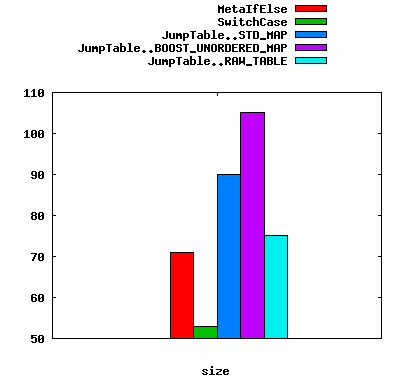 MetaIfElse
SwitchCase
JumpTable..STD_MAP
JumpTable..BOOST_UNORDERED_MAP
JumpTable..RAW_TABLE
110
100
90
80
70
60
50
size